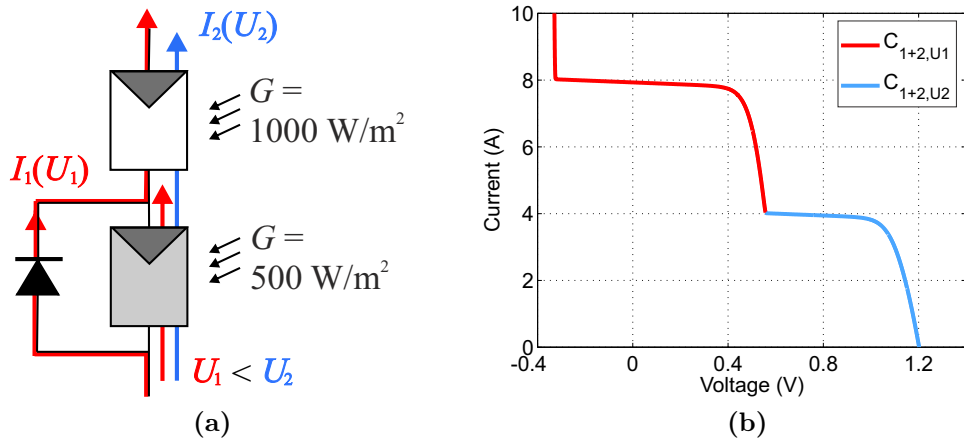 I₂(U₂)
G =
1000 W/m²
I₁(U₁)
G =
500 W/m²
U₁ < U₂
(a)
10
8
6
4
2
0
Current (A)
-0.4
0
0.4
0.8
1.2
Voltage (V)
C₁₊₂,U1
C₁₊₂,U2
(b)